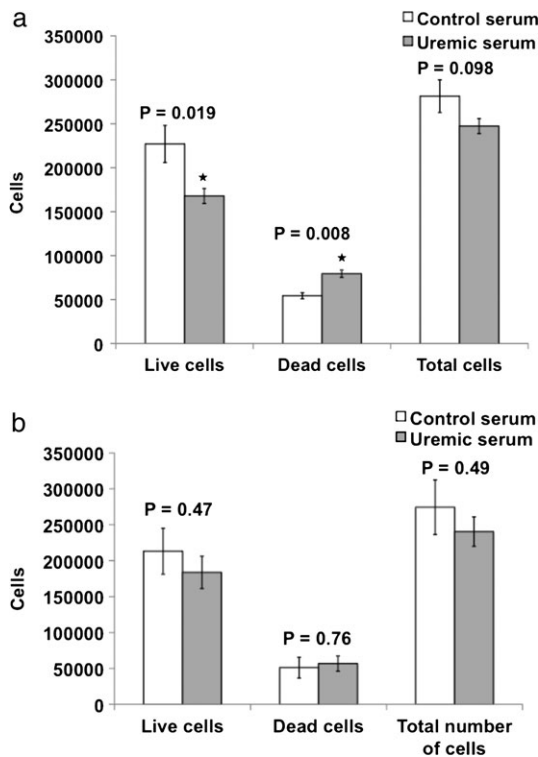 a
Control serum
Uremic serum
350000
300000
250000
200000
150000
100000
50000
0
Cells
P = 0.019
P = 0.008
P = 0.098
★
★
Live cells
Dead cells
Total cells
b
Control serum
Uremic serum
350000
300000
250000
200000
150000
100000
50000
0
Cells
P = 0.47
P = 0.76
P = 0.49
Live cells
Dead cells
Total number
of cells